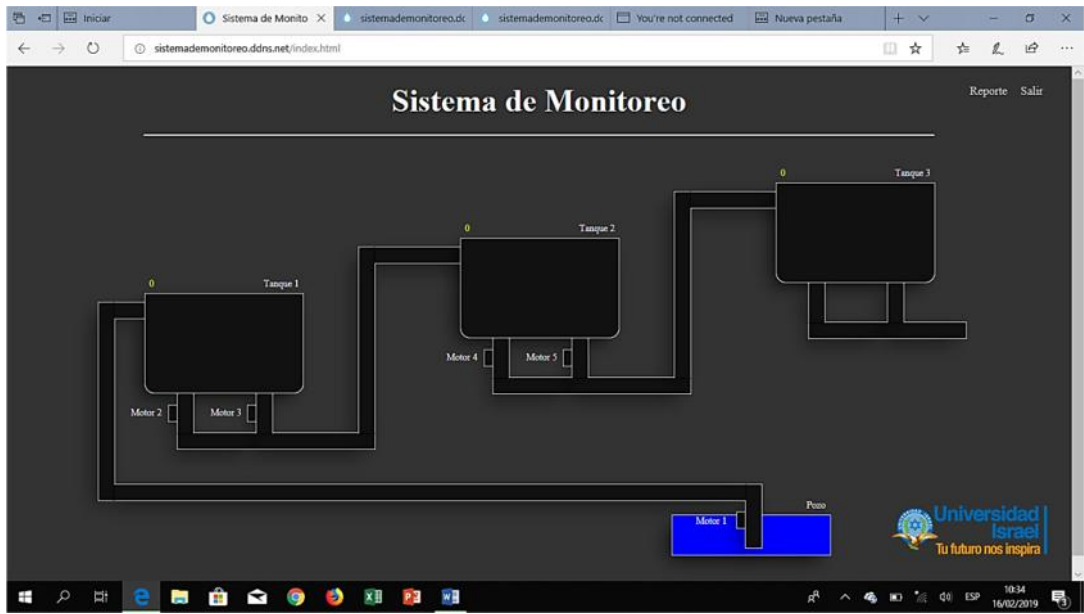 Iniciar
Sistema de Monito
sistemademonitoreo.dc
sistemademonitoreo.dc
You're not connected
Nueva pestaña
sistemademonitoreo.ddns.net/index.html
Sistema de Monitoreo
Reporte Salir
0 Tanque 3
0 Tanque 2
0 Tanque 1
Motor 4 Motor 5
Motor 2 Motor 3
Pozo
Motor 1
Universidad
Israel
Tu futuro nos inspira
ESP
10:34
16/02/2019